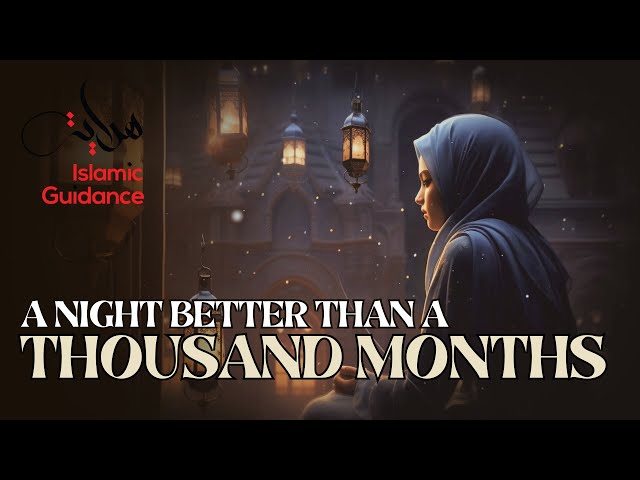 هداية
Islamic
Guidance
A NIGHT BETTER THAN A
THOUSAND MONTHS